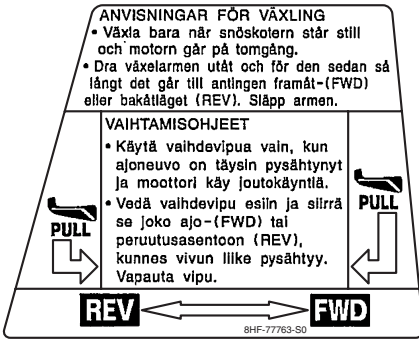 ANVISNINGAR FÖR VÄXLING
• Växla bara när snöskotern står still
och motorn går på tomgång.
• Dra växelarmen utåt och för den sedan så
långt det går till antingen framåt-(FWD)
eller bakåtläget (REV). Släpp armen.
VAIHTAMISOHJEET
• Käytä vaihdevipua vain, kun
ajoneuvo on täysin pysähtynyt
ja moottori käy joutokäyntiä.
• Vedä vaihdevipu esiin ja siirrä
se joko ajo-(FWD) tai
peruutusasentoon (REV),
kunnes vivun liike pysähtyy.
Vapauta vipu.
PULL
PULL
REV
FWD
8HF-77763-S0